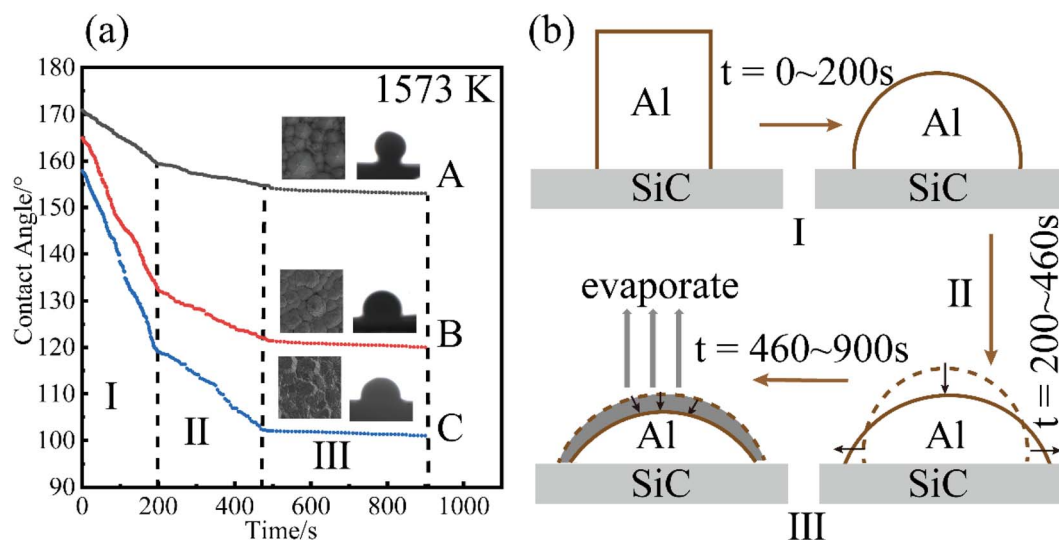 (a)
1573 K
Contact Angle/°
180
170
160
150
140
130
120
110
100
90
A
B
C
I
II
III
0
200
400
600
800
1000
Time/s
(b)
Al
SiC
t = 0~200s
Al
SiC
I
II
t = 200~460s
evaporate
t = 460~900s
Al
SiC
Al
SiC
III